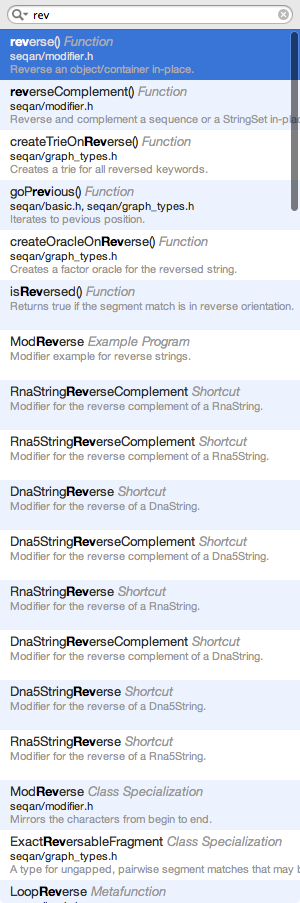 rev
reverse() Function
seqan/modifier.h
Reverse an object/container in-place.
reverseComplement() Function
seqan/modifier.h
Reverse and complement a sequence or a StringSet in-pla
createTrieOnReverse() Function
seqan/graph_types.h
Creates a trie for all reversed keywords.
goPrevious() Function
seqan/basic.h, seqan/graph_types.h
Iterates to pevious position.
createOracleOnReverse() Function
seqan/graph_types.h
Creates a factor oracle for the reversed string.
isReversed() Function
Returns true if the segment match is in reverse orientation.
ModReverse Example Program
Modifier example for reverse strings.
RnaStringReverseComplement Shortcut
Modifier for the reverse complement of a RnaString.
Rna5StringReverseComplement Shortcut
Modifier for the reverse complement of a Rna5String.
DnaStringReverse Shortcut
Modifier for the reverse of a DnaString.
Dna5StringReverseComplement Shortcut
Modifier for the reverse complement of a Dna5String.
RnaStringReverse Shortcut
Modifier for the reverse of a RnaString.
DnaStringReverseComplement Shortcut
Modifier for the reverse complement of a DnaString.
Dna5StringReverse Shortcut
Modifier for the reverse of a Dna5String.
Rna5StringReverse Shortcut
Modifier for the reverse of a Rna5String.
ModReverse Class Specialization
seqan/modifier.h
Mirrors the characters from begin to end.
ExactReversableFragment Class Specialization
seqan/graph_types.h
A type for ungapped, pairwise segment matches that may b
LoopReverse Metafunction